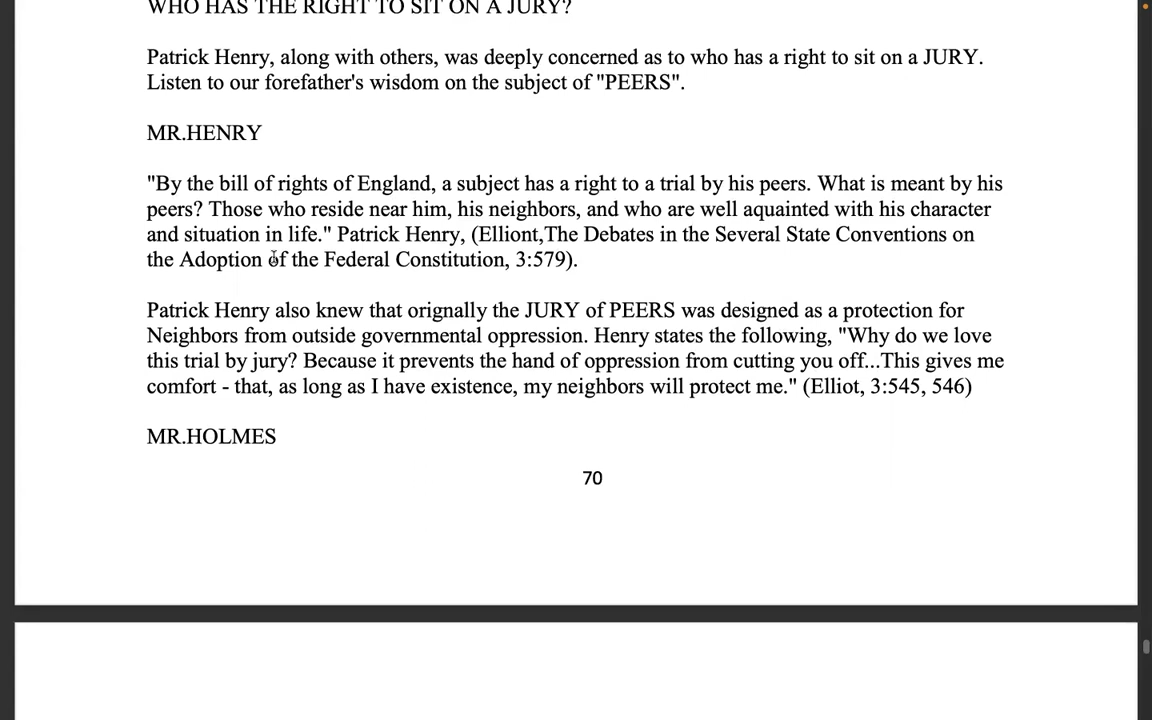 WHO HAS THE RIGHT TO SIT ON A JURY?
Patrick Henry, along with others, was deeply concerned as to who has a right to sit on a JURY.
Listen to our forefather's wisdom on the subject of "PEERS".
MR.HENRY
"By the bill of rights of England, a subject has a right to a trial by his peers. What is meant by his
peers? Those who reside near him, his neighbors, and who are well aquainted with his character
and situation in life." Patrick Henry, (Elliont,The Debates in the Several State Conventions on
the Adoption of the Federal Constitution, 3:579).
Patrick Henry also knew that orignally the JURY of PEERS was designed as a protection for
Neighbors from outside governmental oppression. Henry states the following, "Why do we love
this trial by jury? Because it prevents the hand of oppression from cutting you off...This gives me
comfort - that, as long as I have existence, my neighbors will protect me." (Elliot, 3:545, 546)
MR.HOLMES
70